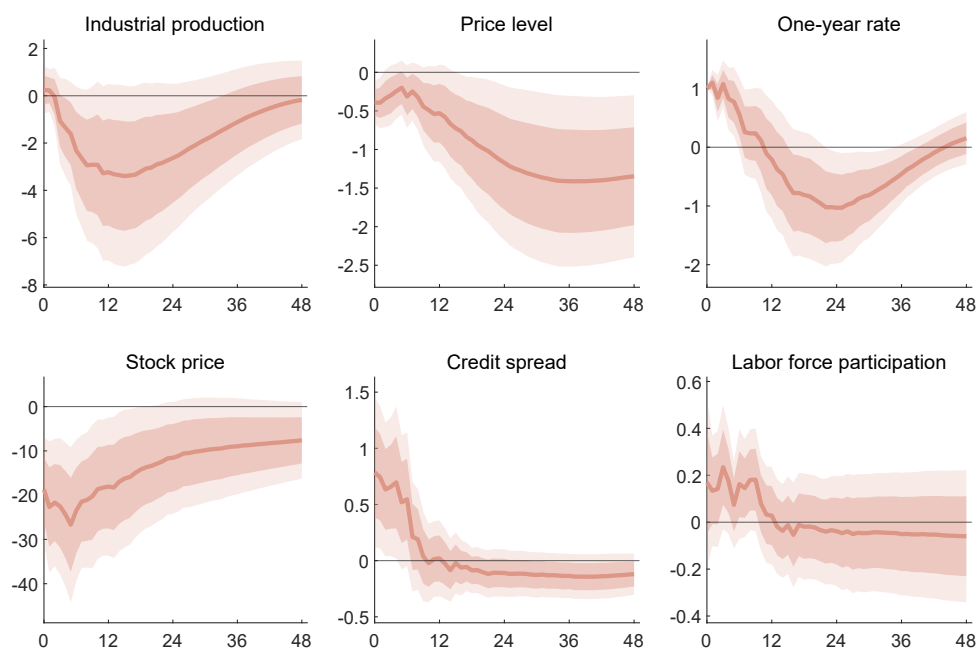 Industrial production
2
0
-2
-4
-6
-8
0 12 24 36 48
Price level
0
-0.5
-1
-1.5
-2
-2.5
0 12 24 36 48
One-year rate
1
0
-1
-2
0 12 24 36 48
Stock price
0
-10
-20
-30
-40
0 12 24 36 48
Credit spread
1.5
1
0.5
0
-0.5
0 12 24 36 48
Labor force participation
0.6
0.4
0.2
0
-0.2
-0.4
0 12 24 36 48